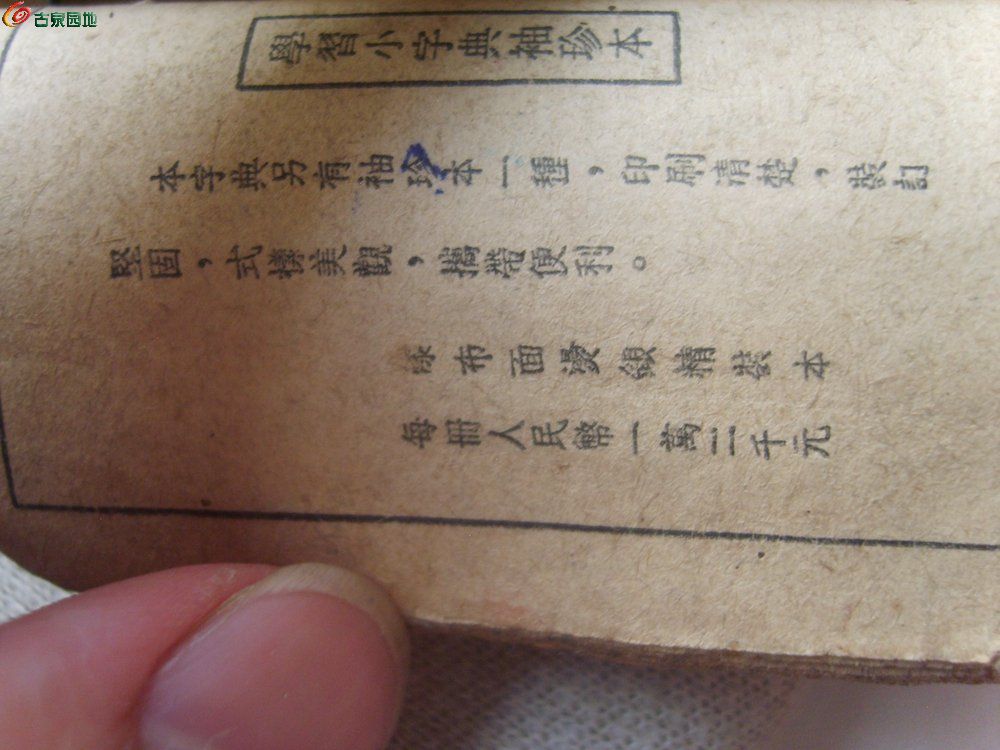 古泉园地
學習小字典袖珍本
本字典另有袖珍本一種，印刷清楚，裝訂
堅固，式樣美觀，攜帶便利。
布面燙銀精裝本
每冊人民幣一萬二千元